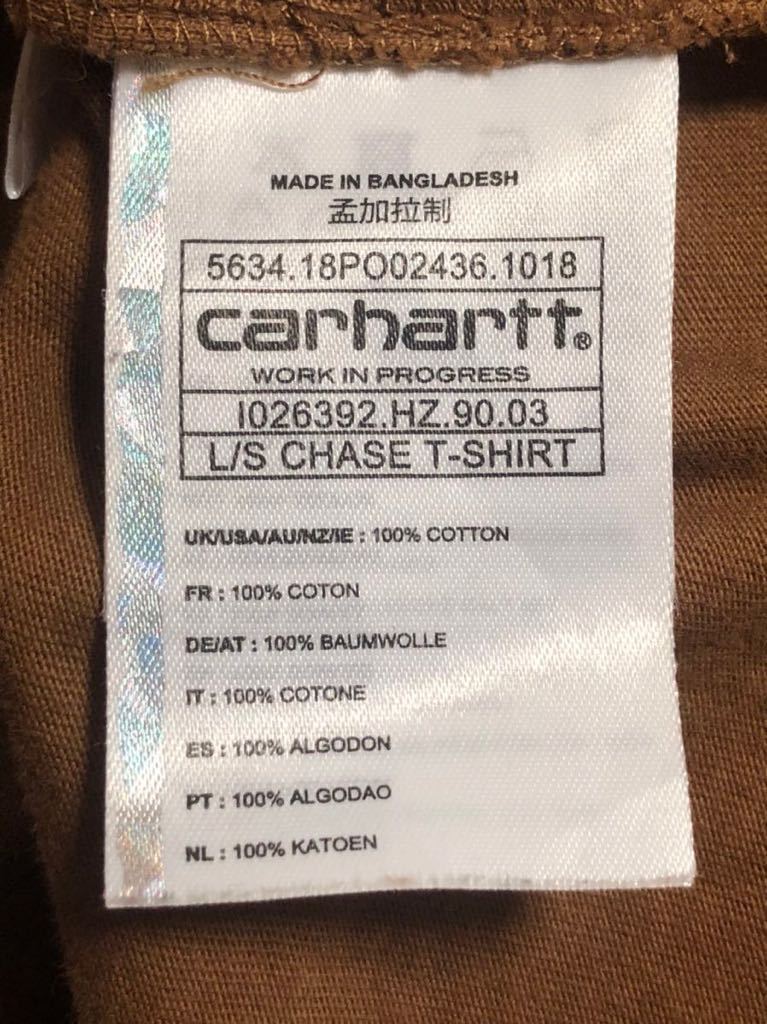 MADE IN BANGLADESH
孟加拉制
5634.18PO02436.1018
carhartt®
WORK IN PROGRESS
I026392.HZ.90.03
L/S CHASE T-SHIRT
UK/USA/AU/NZ/IE : 100% COTTON
FR : 100% COTON
DE/AT : 100% BAUMWOLLE
IT : 100% COTONE
ES : 100% ALGODON
PT : 100% ALGODAO
NL : 100% KATOEN